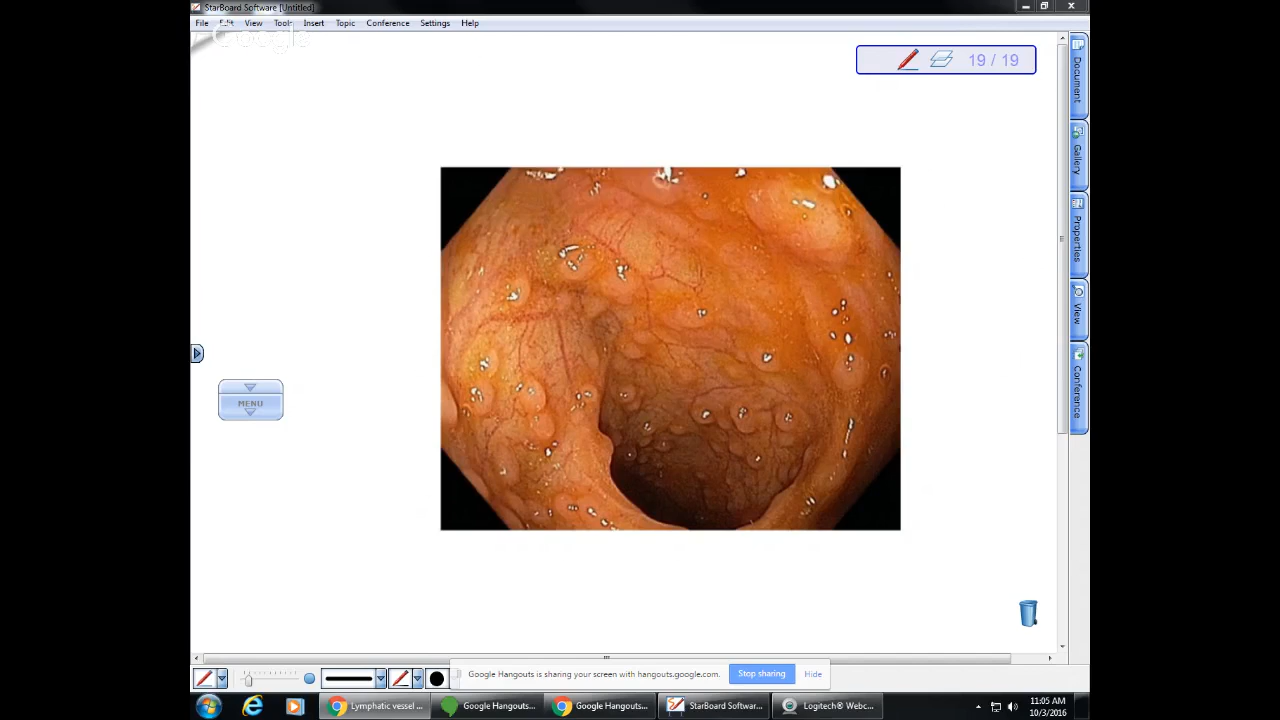 StarBoard Software [Untitled]
File Edit View Tools Insert Topic Conference Settings Help
Google
19 / 19
Document
Gallery
Properties
View
Conference
MENU
Google Hangouts is sharing your screen with hangouts.google.com. Stop sharing Hide
Lymphatic vessel ... Google Hangouts... Google Hangouts... StarBoard Softwar... Logitech® Webc...
11:05 AM
10/3/2016